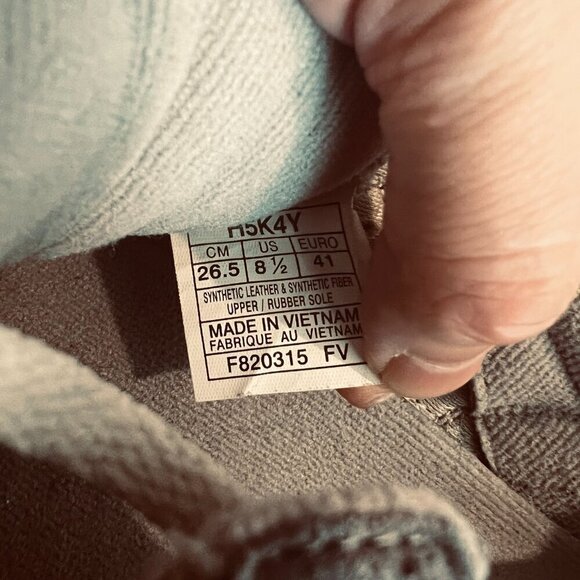 H5K4Y
CM US EURO
26.5 8 ½ 41
SYNTHETIC LEATHER & SYNTHETIC FIBER
UPPER / RUBBER SOLE
MADE IN VIETNAM
FABRIQUE AU VIETNAM
F820315 FV